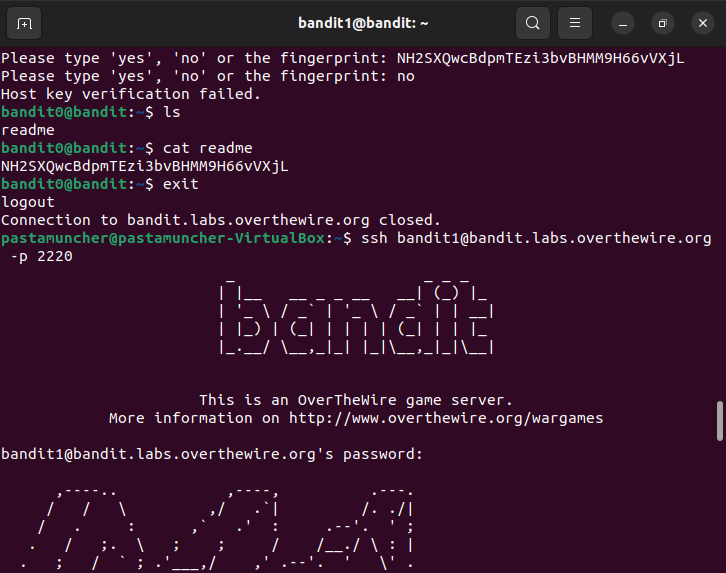 bandit1@bandit: ~
Please type 'yes', 'no' or the fingerprint: NH2SXQwcBdpmTEzi3bvBHMM9H66vVXjL
Please type 'yes', 'no' or the fingerprint: no
Host key verification failed.
bandit0@bandit:~$ ls
readme
bandit0@bandit:~$ cat readme
NH2SXQwcBdpmTEzi3bvBHMM9H66vVXjL
bandit0@bandit:~$ exit
logout
Connection to bandit.labs.overthewire.org closed.
pastamuncher@pastamuncher-VirtualBox:~$ ssh bandit1@bandit.labs.overthewire.org
-p 2220
bandit
This is an OverTheWire game server.
More information on http://www.overthewire.org/wargames
bandit1@bandit.labs.overthewire.org's password: